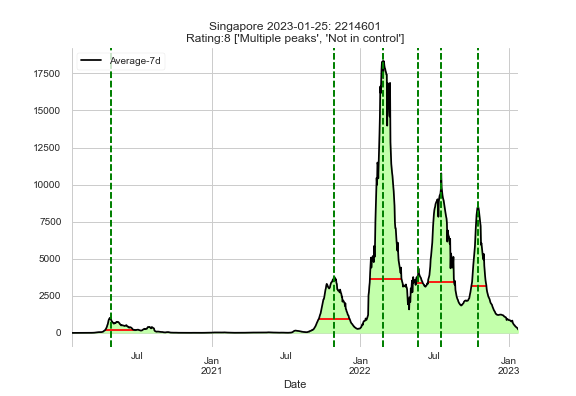 Singapore 2023-01-25: 2214601
Rating:8 ['Multiple peaks', 'Not in control']
Average-7d
17500
15000
12500
10000
7500
5000
2500
0
Jul
Jan
2021
Jul
Jan
2022
Jul
Jan
2023
Date